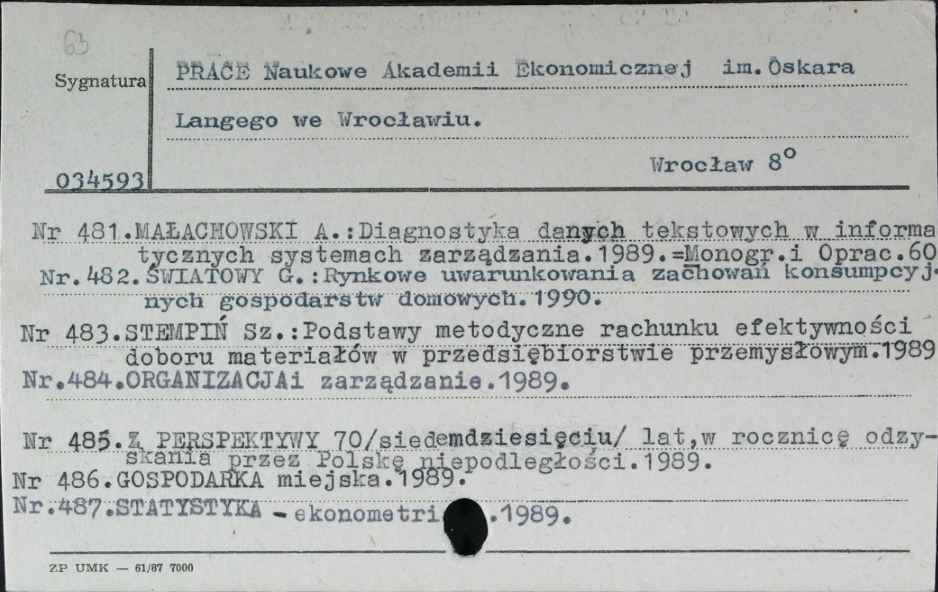 63
Sygnatura
PRACE Naukowe Akademii Ekonomicznej im. Oskara
Langego we Wrocławiu.
Wrocław 8°
034593
Nr 481.MAŁACHOWSKI A.:Diagnostyka danych tekstowych w informa
tycznych systemach zarządzania.1989.=Monogr.i Oprac.60
Nr.482.ŚWIATOWY G.:Rynkowe uwarunkowania zachowań konsumpcyj-
nych gospodarstw domowych.1990.
Nr 483.STEMPIŃ Sz.:Podstawy metodyczne rachunku efektywności
doboru materiałów w przedsiębiorstwie przemysłowym.1989
Nr.484.ORGANIZACJAi zarządzanie.1989.
Nr 485.Z PERSPEKTYWY 70/siedemdziesięciu/ lat,w rocznicę odzy-
skania przez Polskę niepodległości.1989.
Nr 486.GOSPODARKA miejska.1989.
Nr.487.STATYSTYKA - ekonometri .1989.
ZP UMK — 61/87 7000